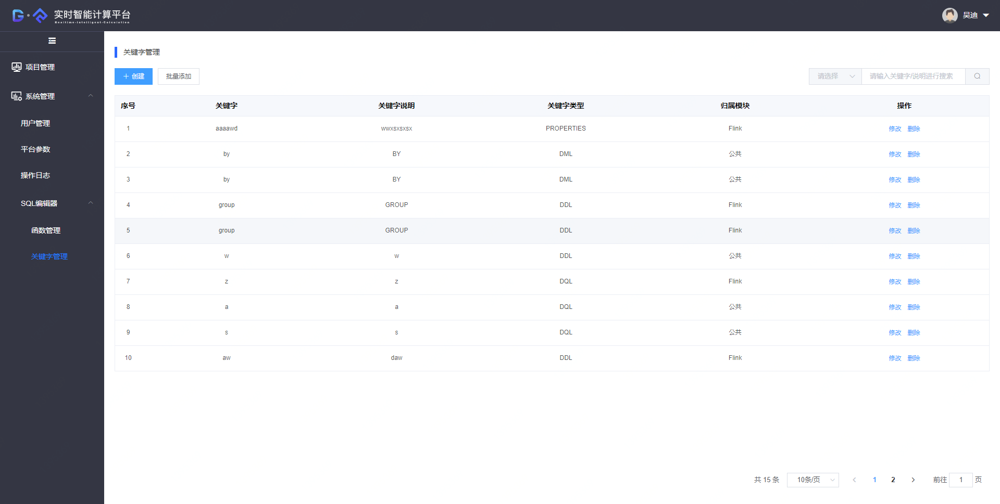 实时智能计算平台
Realtime-Intelligent-Calculation
吴迪
项目管理
系统管理
用户管理
平台参数
操作日志
SQL编辑器
函数管理
关键字管理
关键字管理
创建 批量添加 请选择 请输入关键字/说明进行搜索
序号 关键字 关键字说明 关键字类型 归属模块 操作
1 aaaawd wwxsxsxsx PROPERTIES Flink 修改 删除
2 by BY DML 公共 修改 删除
3 by BY DML 公共 修改 删除
4 group GROUP DDL Flink 修改 删除
5 group GROUP DDL Flink 修改 删除
6 w w DDL 公共 修改 删除
7 z z DQL Flink 修改 删除
8 a a DQL 公共 修改 删除
9 s s DQL 公共 修改 删除
10 aw daw DDL Flink 修改 删除
共 15 条 10条/页 1 2 前往 1 页